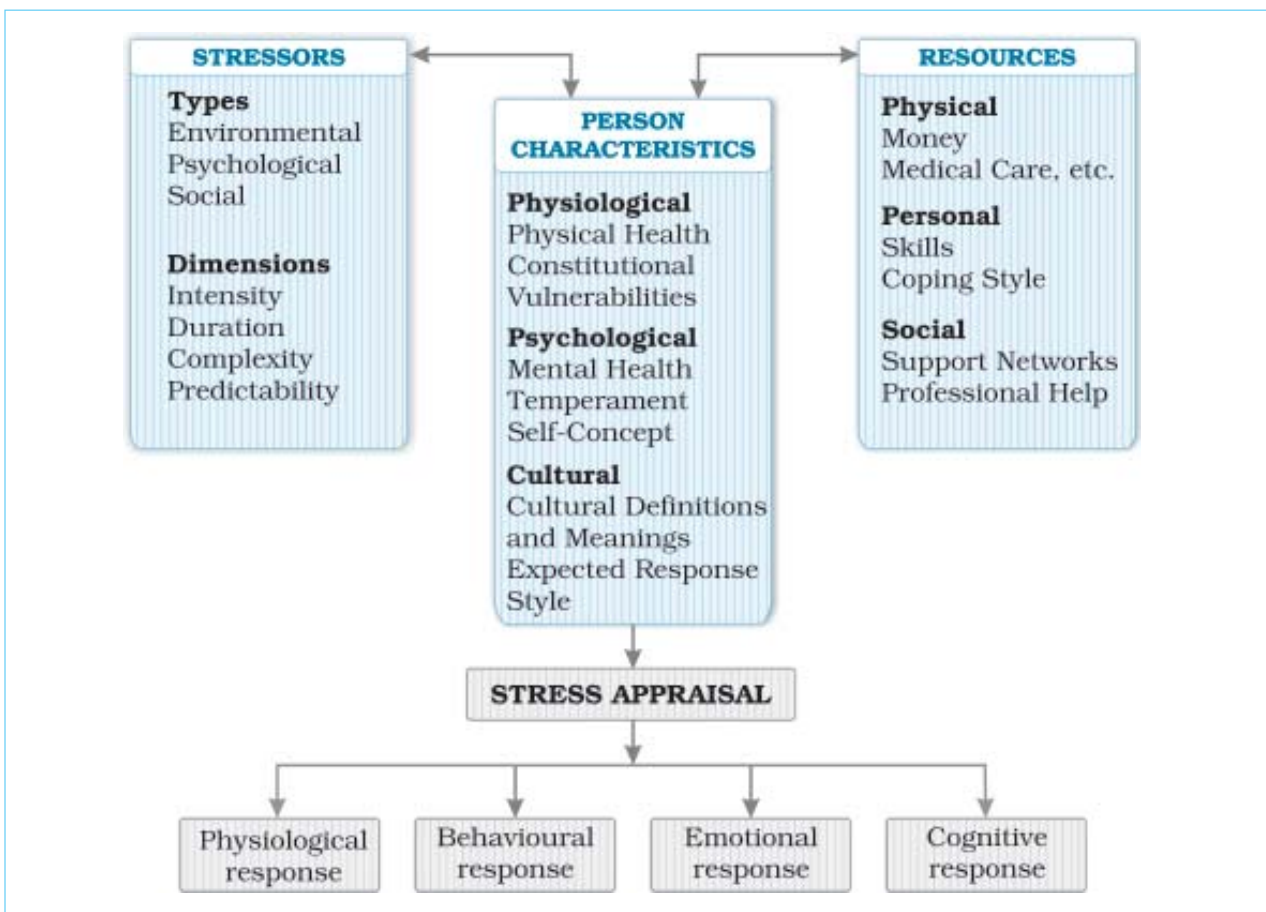 STRESSORS
Types
Environmental
Psychological
Social
Dimensions
Intensity
Duration
Complexity
Predictability
PERSON
CHARACTERISTICS
Physiological
Physical Health
Constitutional
Vulnerabilities
Psychological
Mental Health
Temperament
Self-Concept
Cultural
Cultural Definitions
and Meanings
Expected Response
Style
RESOURCES
Physical
Money
Medical Care, etc.
Personal
Skills
Coping Style
Social
Support Networks
Professional Help
STRESS APPRAISAL
Physiological
response
Behavioural
response
Emotional
response
Cognitive
response